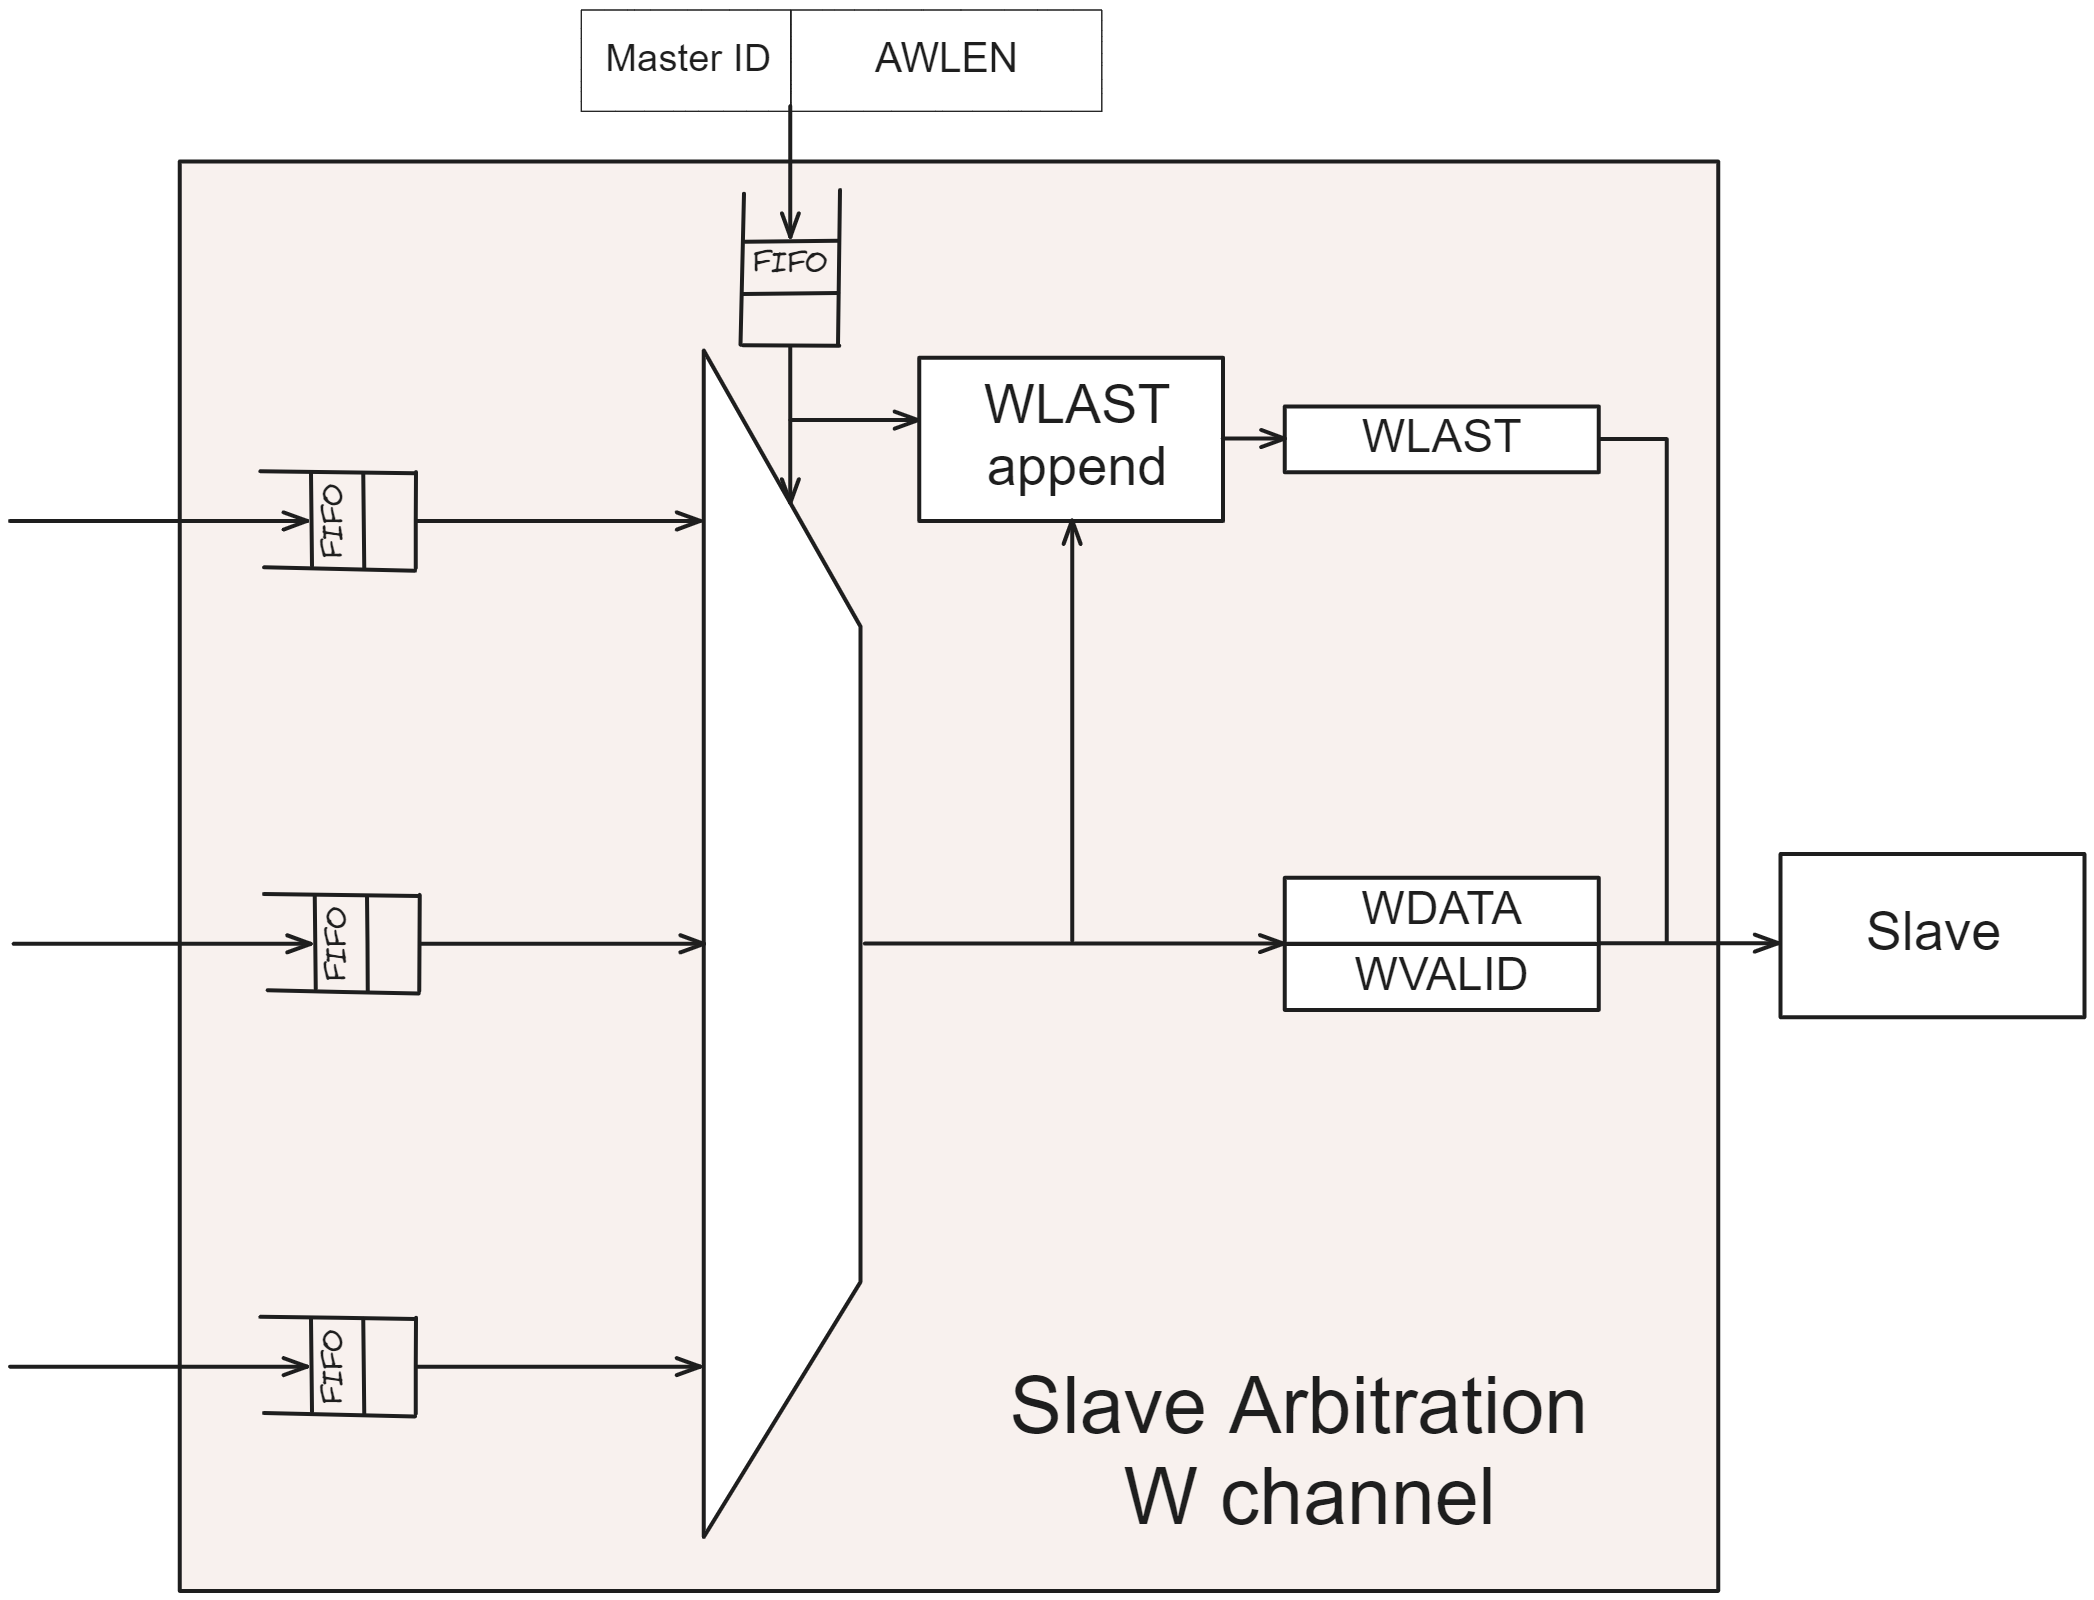 Master ID
AWLEN
FIFO
WLAST
append
WLAST
FIFO
FIFO
WDATA
WVALID
Slave
FIFO
Slave Arbitration
W channel